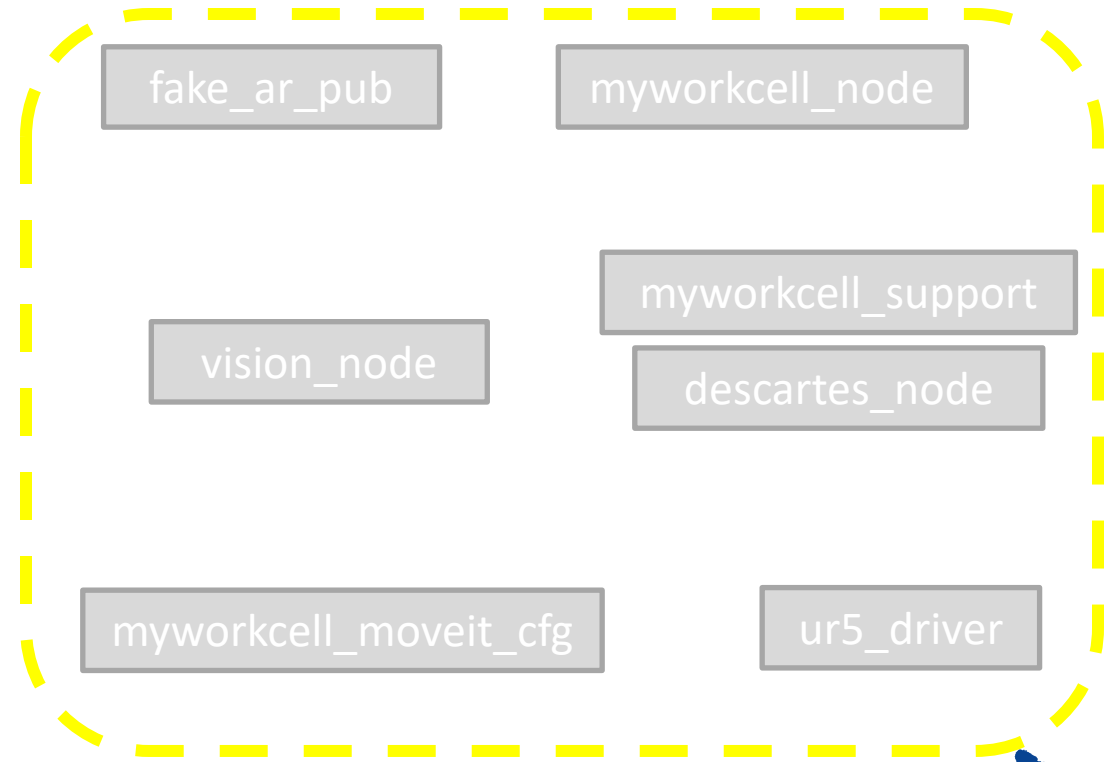 fake_ar_pub
myworkcell_node
myworkcell_support
vision_node
descartes_node
myworkcell_moveit_cfg
ur5_driver